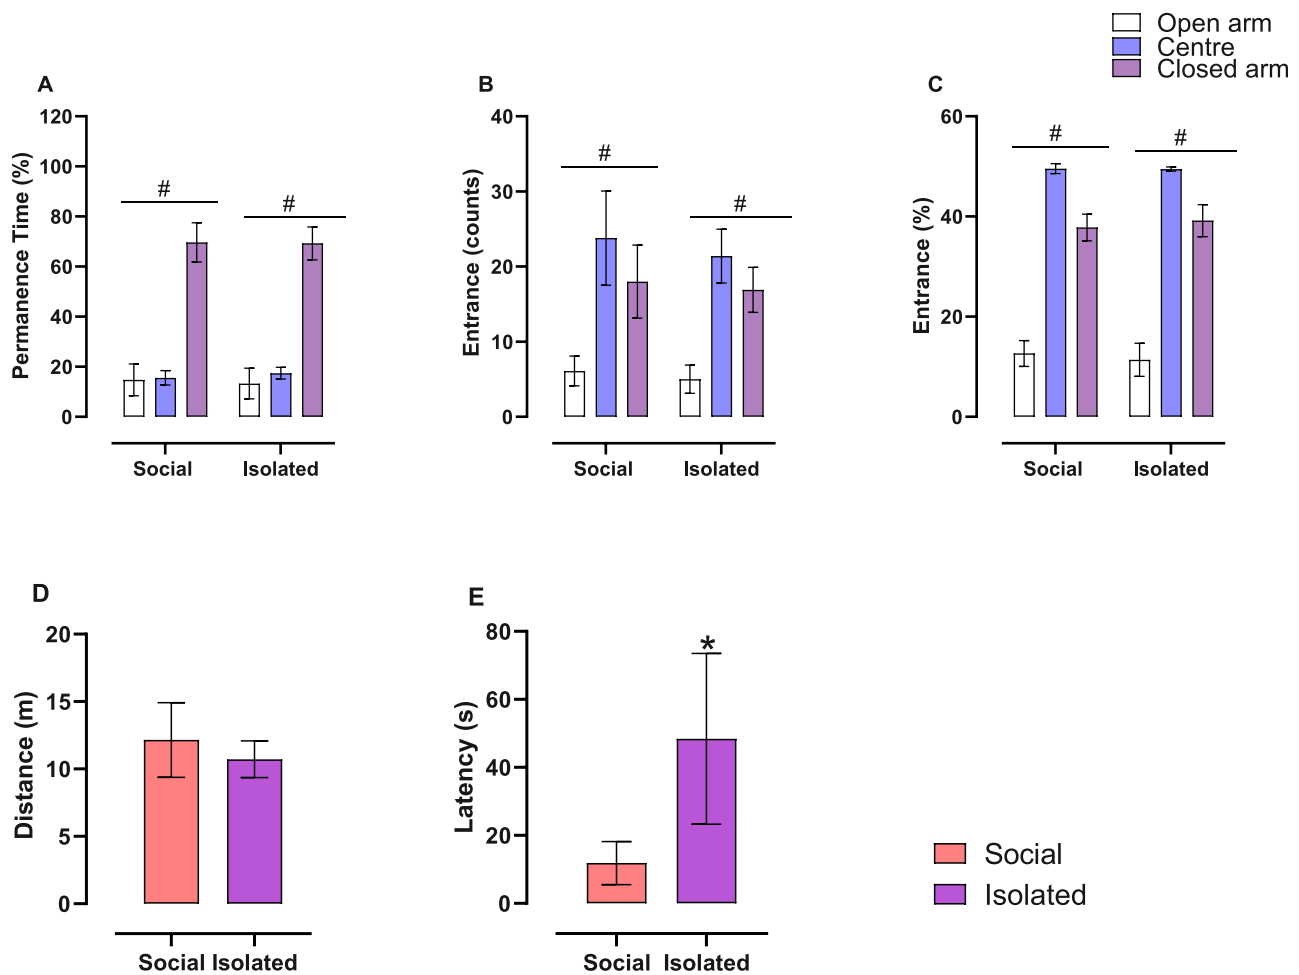 Open arm
Centre
Closed arm
A
120
100
80
60
40
20
0
Permanence Time (%)
#
#
Social
Isolated
B
40
30
20
10
0
Entrance (counts)
#
#
Social
Isolated
C
60
40
20
0
Entrance (%)
#
#
Social
Isolated
D
20
15
10
5
0
Distance (m)
Social Isolated
E
80
60
40
20
0
Latency (s)
*
Social Isolated
Social
Isolated